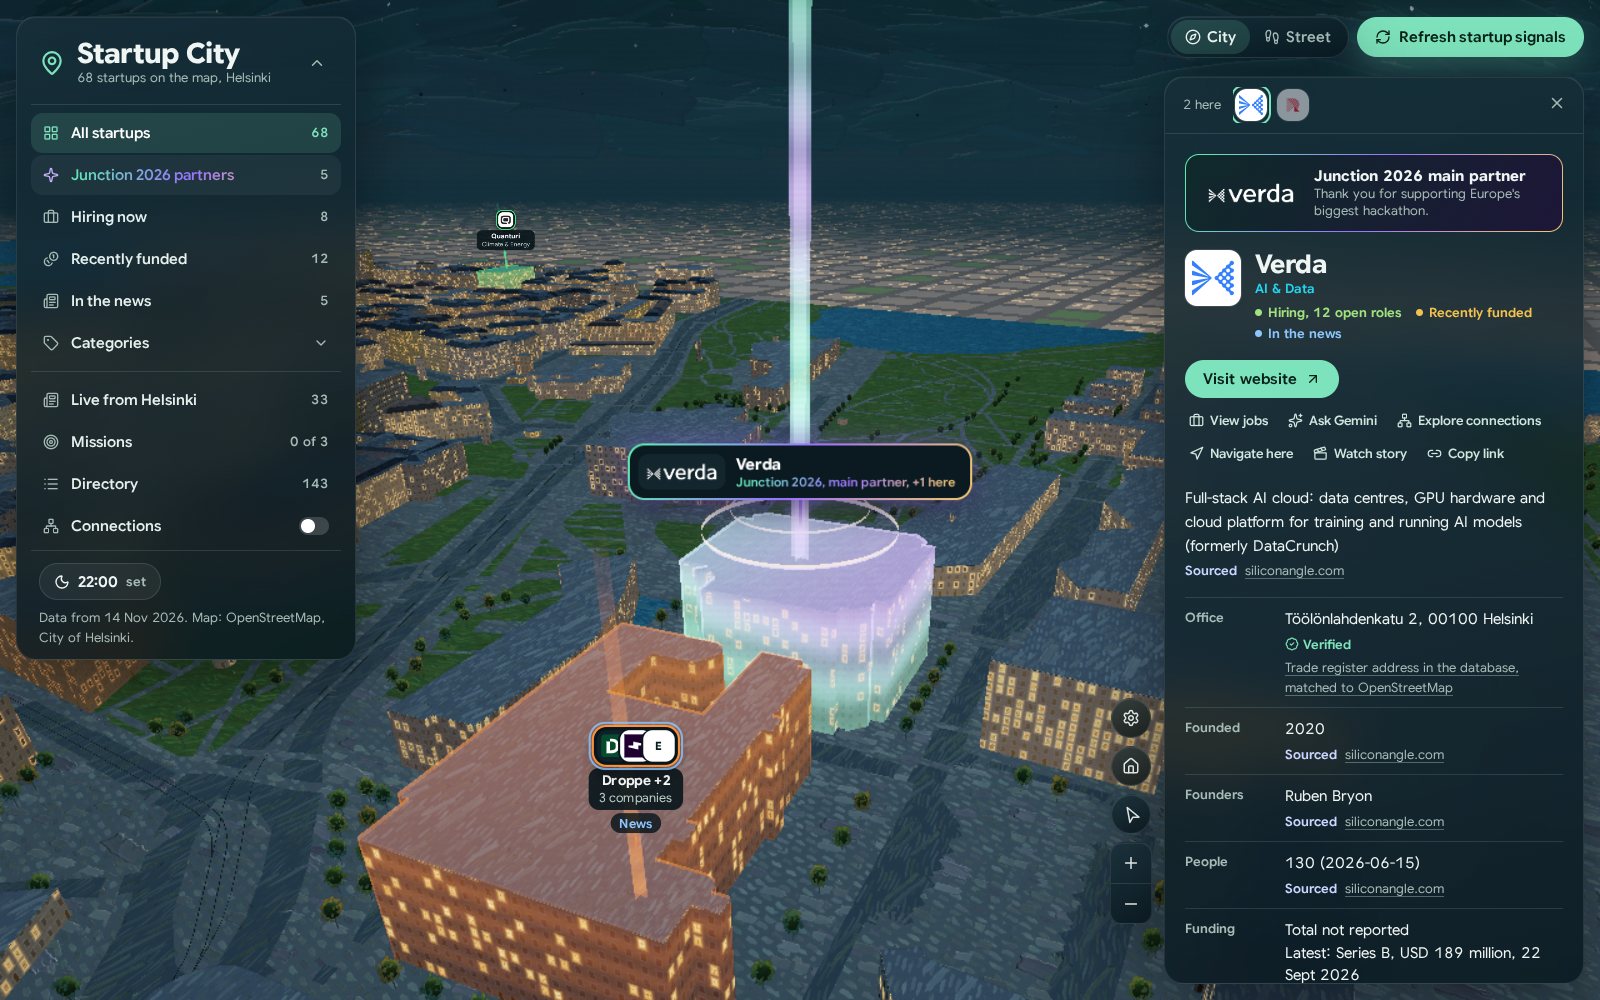 Startup City
68 startups on the map, Helsinki
All startups 68
Junction 2026 partners 5
Hiring now 8
Recently funded 12
In the news 5
Categories
Live from Helsinki 33
Missions 0 of 3
Directory 143
Connections
22:00 set
Data from 14 Nov 2026. Map: OpenStreetMap,
City of Helsinki.
Quanturi
Climate & Energy
verda
Verda
Junction 2026, main partner, +1 here
D
E
Droppe +2
3 companies
News
City
Street
Refresh startup signals
2 here
verda
Junction 2026 main partner
Thank you for supporting Europe's
biggest hackathon.
Verda
AI & Data
Hiring, 12 open roles
Recently funded
In the news
Visit website
View jobs
Ask Gemini
Explore connections
Navigate here
Watch story
Copy link
Full-stack AI cloud: data centres, GPU hardware and
cloud platform for training and running AI models
(formerly DataCrunch)
Sourced siliconangle.com
Office Töölönlahdenkatu 2, 00100 Helsinki
Verified
Trade register address in the database,
matched to OpenStreetMap
Founded 2020
Sourced siliconangle.com
Founders Ruben Bryon
Sourced siliconangle.com
People 130 (2026-06-15)
Sourced siliconangle.com
Funding Total not reported
Latest: Series B, USD 189 million, 22
Sept 2026